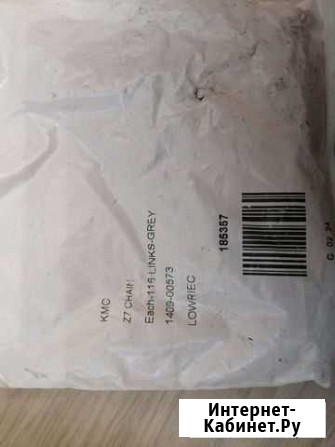 KMC
Z7 CHAIN
Each-116-LINKS-GREY
1409-00573
LOWRIEC
185357
Интернет-
Кабинет.Ру